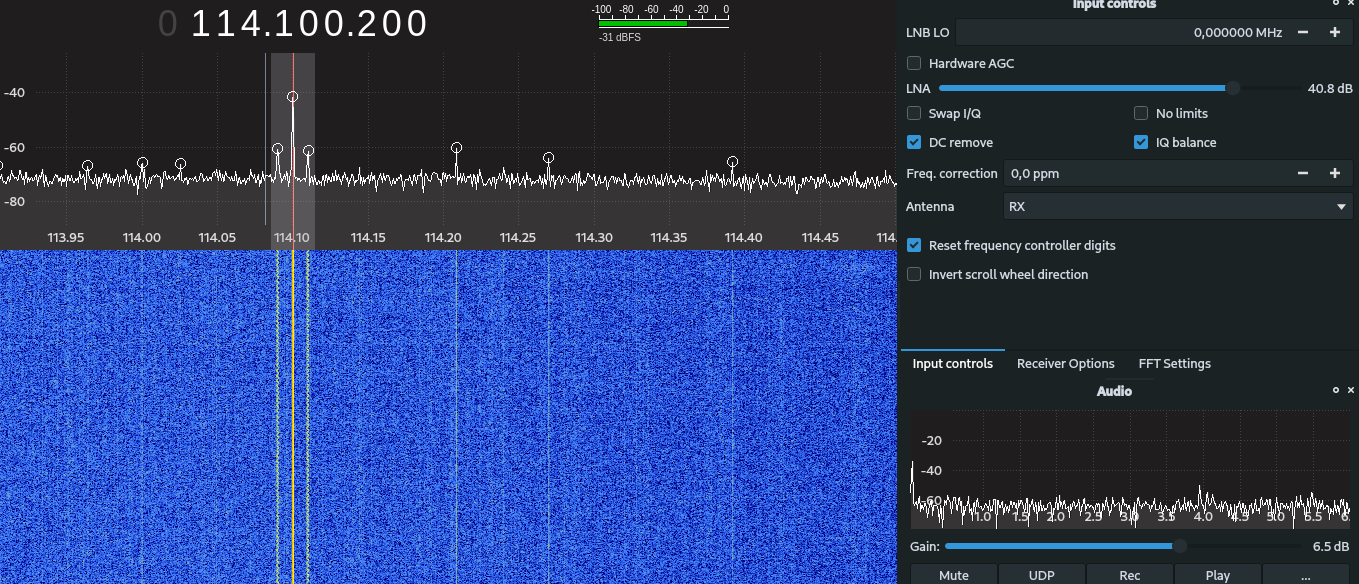 0 114.100.200
-100 -80 -60 -40 -20 0
-31 dBFS
-40
-60
-80
113.95 114.00 114.05 114.10 114.15 114.20 114.25 114.30 114.35 114.40 114.45 114.
Input controls
LNB LO 0,000000 MHz − +
Hardware AGC
LNA 40.8 dB
Swap I/Q No limits
DC remove IQ balance
Freq. correction 0,0 ppm − +
Antenna RX
Reset frequency controller digits
Invert scroll wheel direction
Input controls Receiver Options FFT Settings
Audio
-20
-40
-60
1.0 1.5 2.0 2.5 3.0 3.5 4.0 4.5 5.0 5.5 6.
Gain: 6.5 dB
Mute UDP Rec Play ...